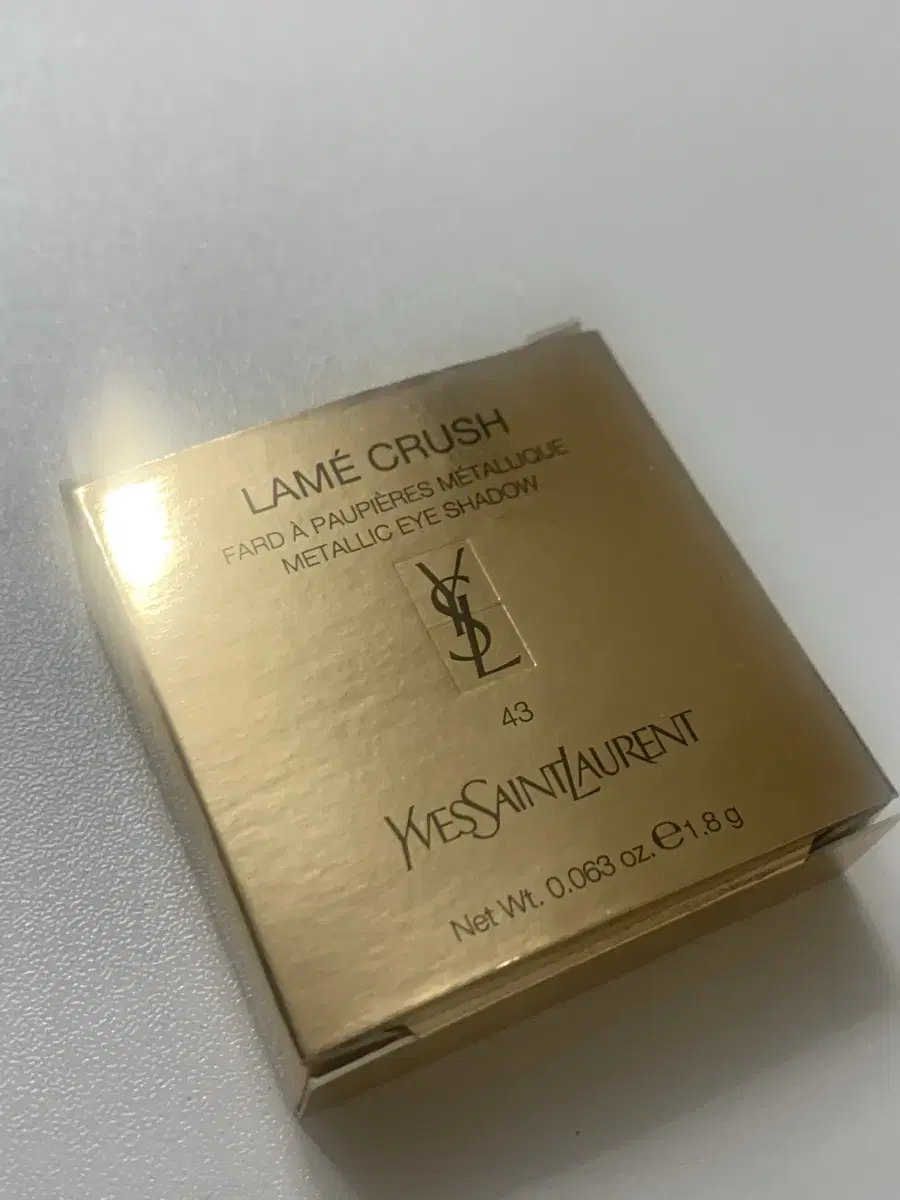 LAMÉ CRUSH
FARD À PAUPIÈRES MÉTALLIQUE
METALLIC EYE SHADOW
YSL
43
YVESSAINTLAURENT
Net Wt. 0.063 oz. e 1.8 g